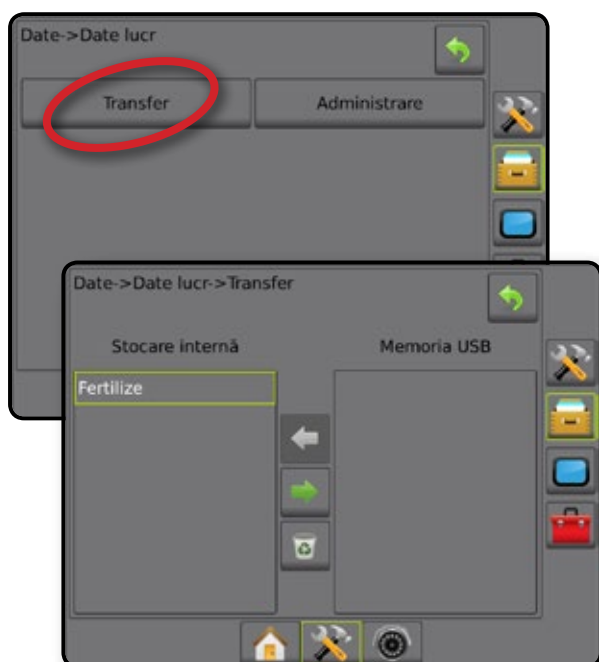 Date->Date lucr
Transfer
Administrare
Date->Date lucr->Transfer
Stocare internă
Memoria USB
Fertilize